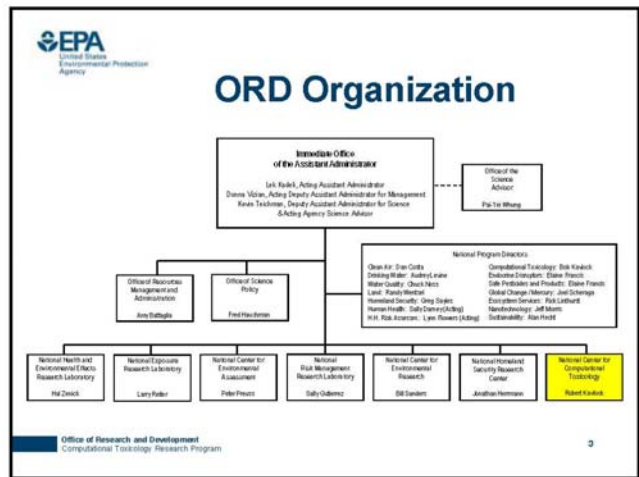 EPA
United States
Environmental Protection
Agency
ORD Organization
Immediate Office
of the Assistant Administrator
Lek Kadeli, Acting Assistant Administrator
Donna Vizian, Acting Deputy Assistant Administrator for Management
Kevin Teichman, Deputy Assistant Administrator for Science
& Acting Agency Science Advisor
Office of the
Science
Advisor
Pai-Yei Whung
National Program Directors
Clean Air: Dan Costa
Drinking Water: Audrey Levine
Water Quality: Chuck Noss
Land: Randy Wentsel
Homeland Security: Greg Sayles
Human Health: Sally Darney (Acting)
H.H. Risk Assessm: Lynn Flowers (Acting)
Computational Toxicology: Bob Kavlock
Endocrine Disruptors: Elaine Francis
Safe Pesticides and Products: Elaine Francis
Global Change / Mercury: Joel Scheraga
Ecosystem Services: Rick Linthurst
Nanotechnology: Jeff Morris
Sustainability: Alan Hecht
Office of Resources
Management and
Administration
Amy Battaglia
Office of Science
Policy
Fred Hauchman
National Health and
Environmental Effects
Research Laboratory
Hal Zenick
National Exposure
Research Laboratory
Larry Reiter
National Center for
Environmental
Assessment
Peter Preuss
National
Risk Management
Research Laboratory
Sally Gutierrez
National Center for
Environmental
Research
Bill Sanders
National Homeland
Security Research
Center
Jonathan Herrmann
National Center for
Computational
Toxicology
Robert Kavlock
Office of Research and Development
Computational Toxicology Research Program
3